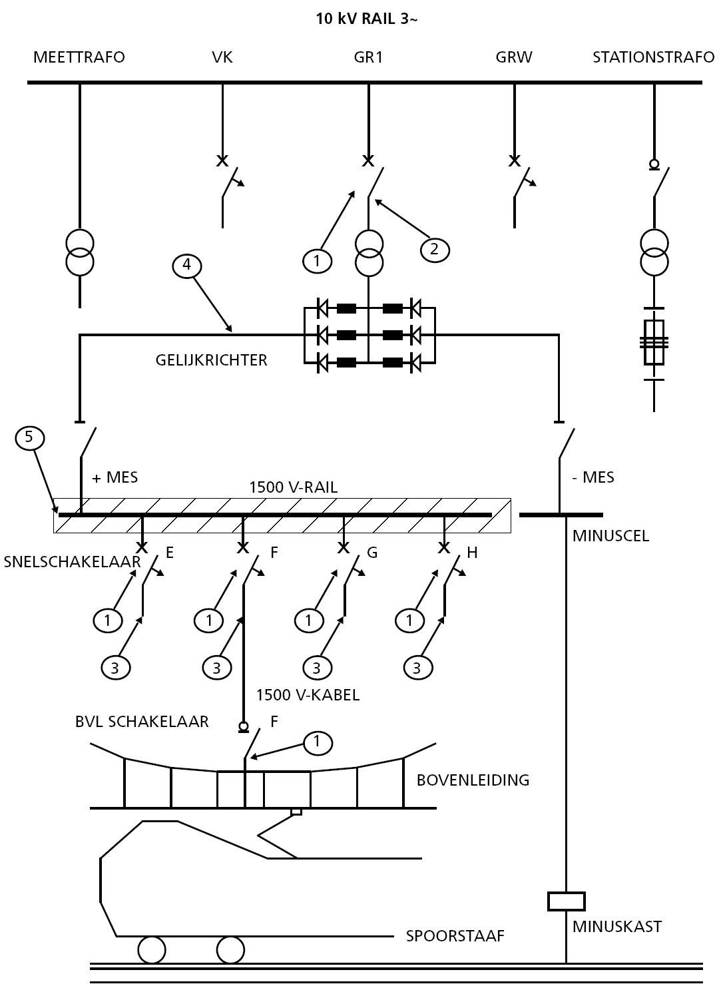 10 kV RAIL 3~
MEETTRAFO VK GR1 GRW STATIONSTRAFO
1
2
4
GELIJKRICHTER
5
+ MES
- MES
1500 V-RAIL
MINUSCEL
SNELSCHAKELAAR E F G H
1 1 1 1
3 3 3 3
1500 V-KABEL
BVL SCHAKELAAR F
1
BOVENLEIDING
MINUSKAST
SPOORSTAAF